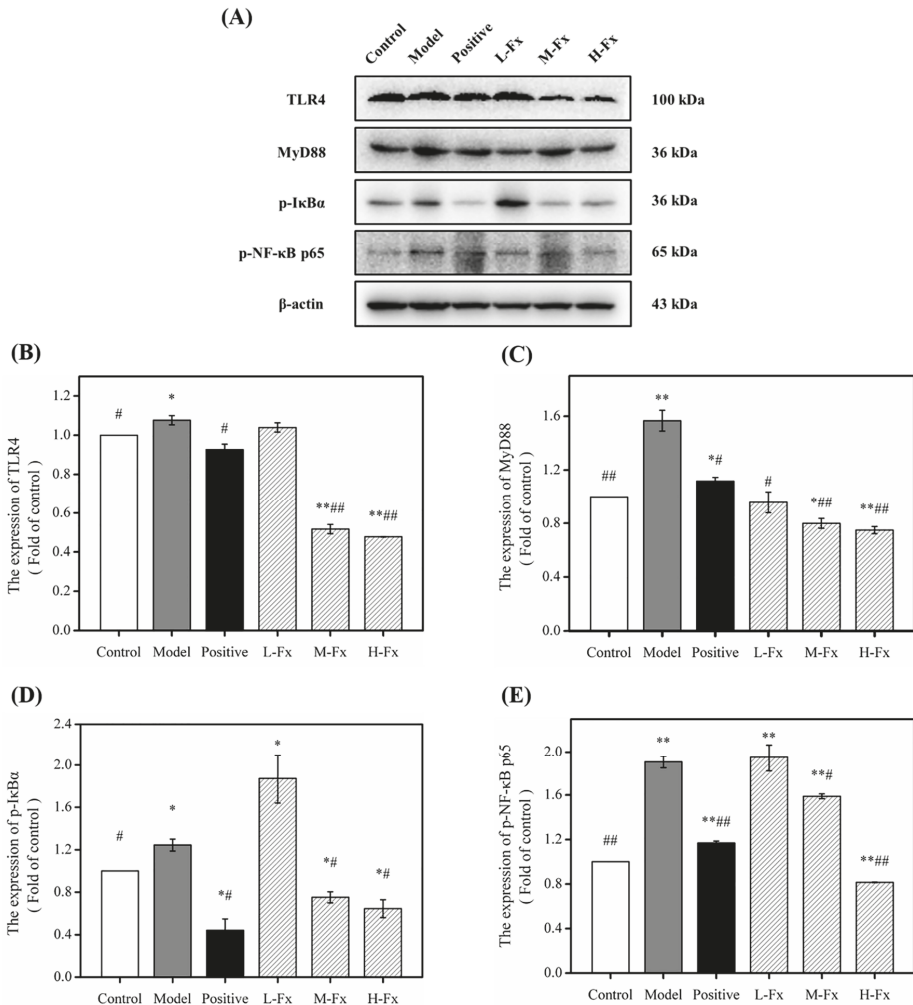 (A)
Control Model Positive L-Fx M-Fx H-Fx
TLR4 100 kDa
MyD88 36 kDa
p-IκBα 36 kDa
p-NF-κB p65 65 kDa
β-actin 43 kDa
(B)
The expression of TLR4
( Fold of control )
1.2
1.0
0.8
0.6
0.4
0.2
0.0
# * # **## **##
Control Model Positive L-Fx M-Fx H-Fx
(C)
The expression of MyD88
( Fold of control )
1.6
1.2
0.8
0.4
0.0
## ** *# # *## **##
Control Model Positive L-Fx M-Fx H-Fx
(D)
The expression of p-IκBα
( Fold of control )
2.4
2.0
1.6
1.2
0.8
0.4
0.0
# * *# * *# *#
Control Model Positive L-Fx M-Fx H-Fx
(E)
The expression of p-NF-κB p65
( Fold of control )
2.0
1.6
1.2
0.8
0.4
0.0
## ** **## ** **# **##
Control Model Positive L-Fx M-Fx H-Fx